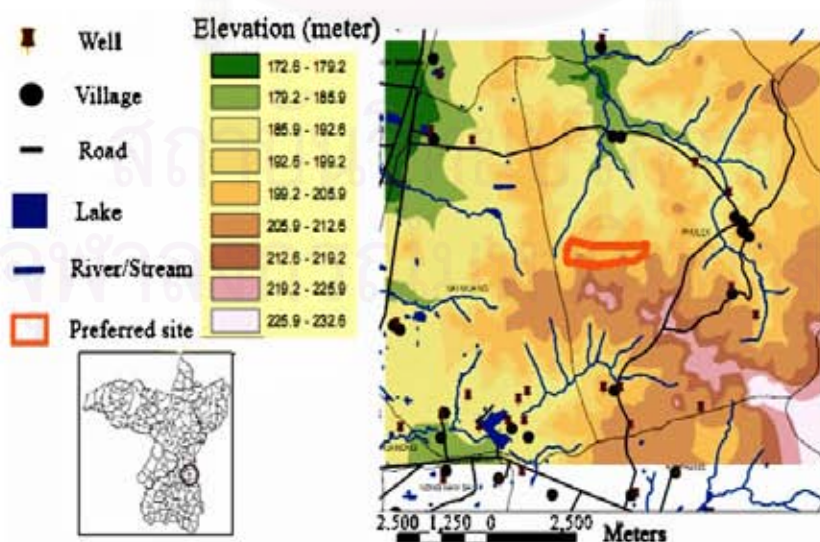 Well
Village
Road
Lake
River/Stream
Preferred site
Elevation (meter)
172.6 - 179.2
179.2 - 185.9
185.9 - 192.6
192.6 - 199.2
199.2 - 205.9
205.9 - 212.6
212.6 - 219.2
219.2 - 225.9
225.9 - 232.6
2,500 1,250 0 2,500 Meters